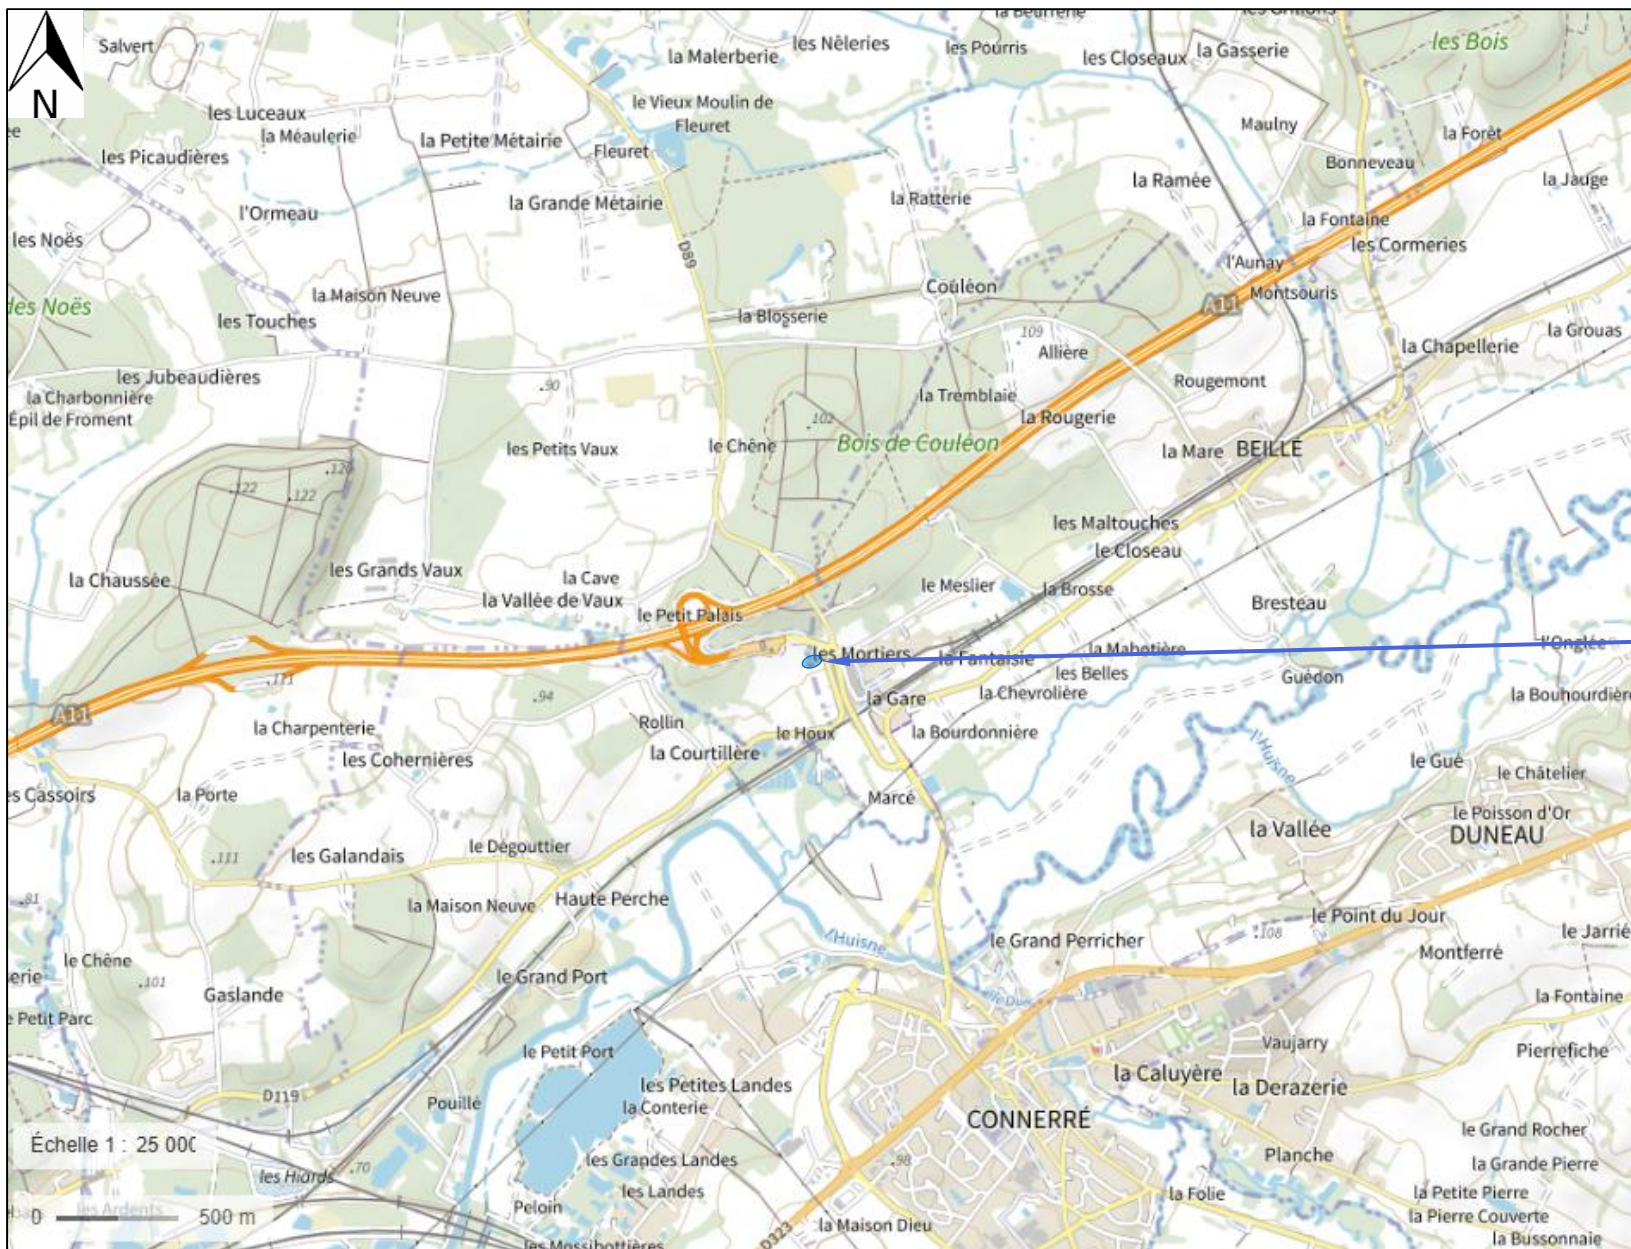 les Grillons
la Beurrerie
les Bois
Salvert
les Nêleries
les Pourris
la Gasserie
la Malerberie
les Closeaux
N
les Luceaux
le Vieux Moulin de
Fleuret
Maulny
la Forêt
la Méaulerie
la Petite Métairie
Fleuret
les Picaudières
Bonneveau
la Ramée
la Jauge
la Ratterie
la Grande Métairie
l'Ormeau
la Fontaine
les Noës
les Cormeries
D89
l'Aunay
Couléon
Montsouris
la Maison Neuve
des Noës
A11
la Blosserie
les Touches
109
la Grouas
la Chapellerie
Allière
les Jubeaudières
.90
Rougemont
la Charbonnière
la Tremblaie
Épil de Froment
.102
la Rougerie
le Chêne
Bois de Couléon
les Petits Vaux
la Mare
BEILLÉ
.122
.122
les Maltouches
le Closeau
les Grands Vaux
la Chaussée
la Cave
le Meslier
la Brosse
la Vallée de Vaux
Bresteau
le Petit Palais
l'Onglée
les Mortiers
la Fantaisie
la Mabotière
les Belles
Guédon
.111
.94
la Gare
la Chevrolière
la Bouhourdière
A11
la Charpenterie
Rollin
le Houx
la Bourdonnière
la Courtillère
les Cohernières
l'Huisne
le Gué
le Châtelier
es Cassoirs
la Porte
Marcé
le Poisson d'Or
la Vallée
DUNEAU
le Dégouttier
les Galandais
.111
.81
la Maison Neuve
Haute Perche
le Point du Jour
.108
l'Huisne
le Grand Perricher
le Jarrié
Montferré
le Chêne
le Grand Port
erie
.101
Gaslande
la Fontaine
le Petit Parc
Vaujarry
le Petit Port
Pierrefiche
la Caluyère
la Derazerie
les Petites Landes
D119
Pouillé
la Conterie
CONNERRÉ
le Grand Rocher
Échelle 1 : 25 000
Planche
les Grandes Landes
.98
la Grande Pierre
les Hiards
.70
les Landes
la Folie
la Petite Pierre
Peloin
les Ardents
0
500 m
la Pierre Couverte
la Maison Dieu
D323
la Bussonnaie
les Mossibottières